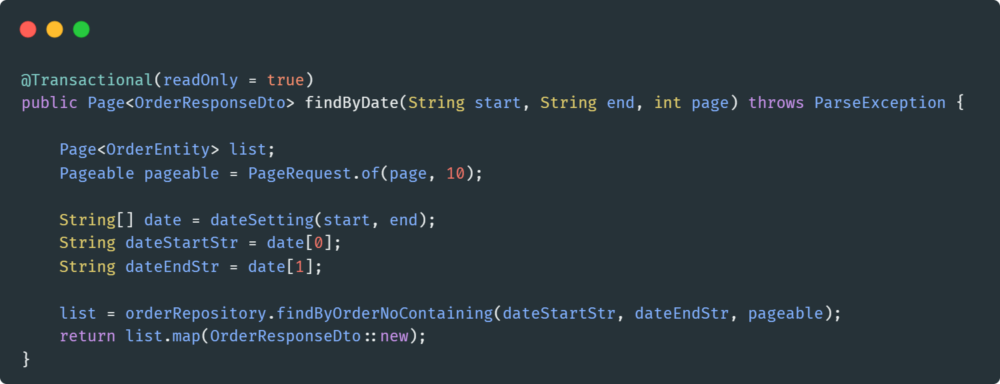 @Transactional(readOnly = true)
public Page<OrderResponseDto> findByDate(String start, String end, int page) throws ParseException {
    Page<OrderEntity> list;
    Pageable pageable = PageRequest.of(page, 10);
    String[] date = dateSetting(start, end);
    String dateStartStr = date[0];
    String dateEndStr = date[1];
    list = orderRepository.findByOrderNoContaining(dateStartStr, dateEndStr, pageable);
    return list.map(OrderResponseDto::new);
}